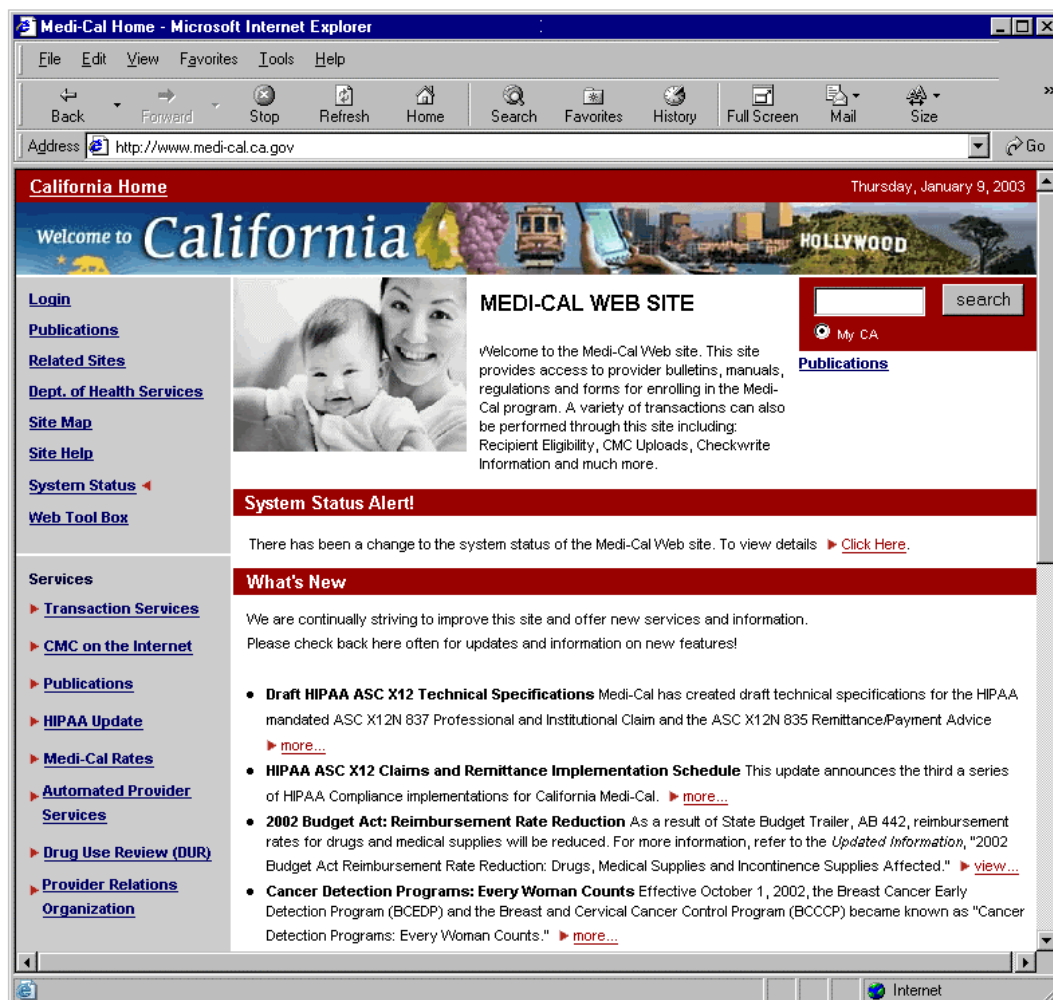 Medi-Cal Home - Microsoft Internet Explorer
File Edit View Favorites Tools Help
Back Forward Stop Refresh Home Search Favorites History Full Screen Mail Size »
Address http://www.medi-cal.ca.gov Go
California Home Thursday, January 9, 2003
Welcome to California HOLLYWOOD
Login
Publications
Related Sites
Dept. of Health Services
Site Map
Site Help
System Status
Web Tool Box
Services
Transaction Services
CMC on the Internet
Publications
HIPAA Update
Medi-Cal Rates
Automated Provider
Services
Drug Use Review (DUR)
Provider Relations
Organization
MEDI-CAL WEB SITE
Welcome to the Medi-Cal Web site. This site
provides access to provider bulletins, manuals,
regulations and forms for enrolling in the Medi-
Cal program. A variety of transactions can also
be performed through this site including:
Recipient Eligibility, CMC Uploads, Checkwrite
Information and much more.
search
My CA
Publications
System Status Alert!
There has been a change to the system status of the Medi-Cal Web site. To view details Click Here.
What's New
We are continually striving to improve this site and offer new services and information.
Please check back here often for updates and information on new features!
• Draft HIPAA ASC X12 Technical Specifications Medi-Cal has created draft technical specifications for the HIPAA
mandated ASC X12N 837 Professional and Institutional Claim and the ASC X12N 835 Remittance/Payment Advice
more...
• HIPAA ASC X12 Claims and Remittance Implementation Schedule This update announces the third a series
of HIPAA Compliance implementations for California Medi-Cal. more...
• 2002 Budget Act: Reimbursement Rate Reduction As a result of State Budget Trailer, AB 442, reimbursement
rates for drugs and medical supplies will be reduced. For more information, refer to the Updated Information, "2002
Budget Act Reimbursement Rate Reduction: Drugs, Medical Supplies and Incontinence Supplies Affected." view...
• Cancer Detection Programs: Every Woman Counts Effective October 1, 2002, the Breast Cancer Early
Detection Program (BCEDP) and the Breast and Cervical Cancer Control Program (BCCCP) became known as "Cancer
Detection Programs: Every Woman Counts." more...
Internet